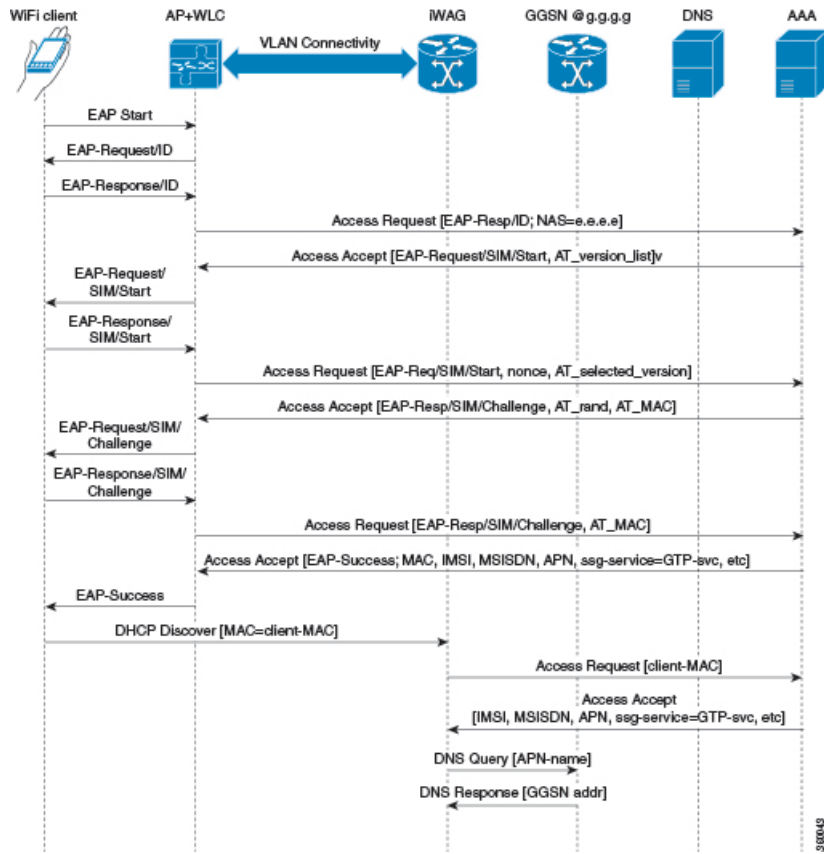 WiFi client
AP+WLC
iWAG
GGSN @g.g.g.g
DNS
AAA
VLAN Connectivity
EAP Start
EAP-Request/ID
EAP-Response/ID
Access Request [EAP-Resp/ID; NAS=e.e.e.e]
Access Accept [EAP-Request/SIM/Start, AT_version_list]v
EAP-Request/
SIM/Start
EAP-Response/
SIM/Start
Access Request [EAP-Req/SIM/Start, nonce, AT_selected_version]
Access Accept [EAP-Resp/SIM/Challenge, AT_rand, AT_MAC]
EAP-Request/SIM/
Challenge
EAP-Response/SIM/
Challenge
Access Request [EAP-Resp/SIM/Challenge, AT_MAC]
Access Accept [EAP-Success; MAC, IMSI, MSISDN, APN, ssg-service=GTP-svc, etc]
EAP-Success
DHCP Discover [MAC=client-MAC]
Access Request [client-MAC]
Access Accept
[IMSI, MSISDN, APN, ssg-service=GTP-svc, etc]
DNS Query [APN-name]
DNS Response [GGSN addr]
360043